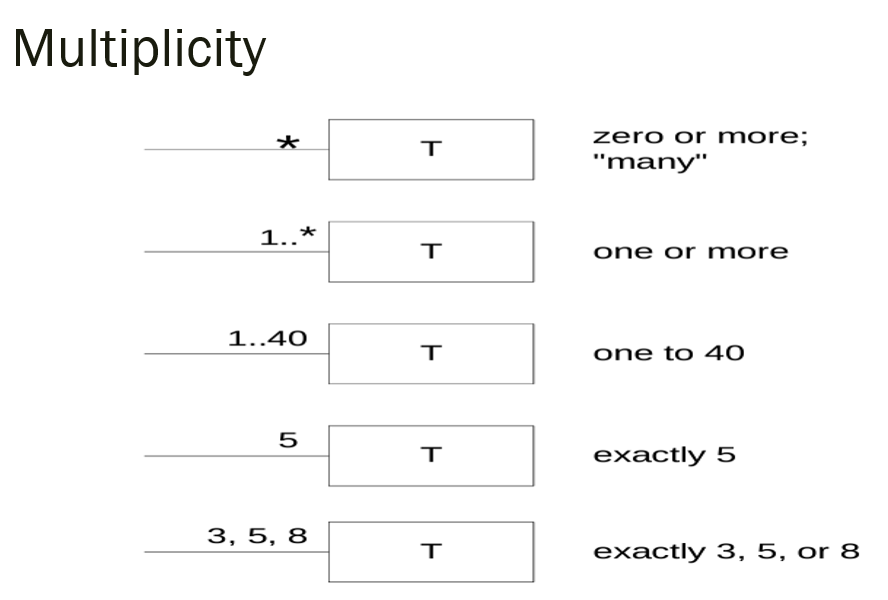 Multiplicity
* T zero or more;
"many"
1..* T one or more
1..40 T one to 40
5 T exactly 5
3, 5, 8 T exactly 3, 5, or 8